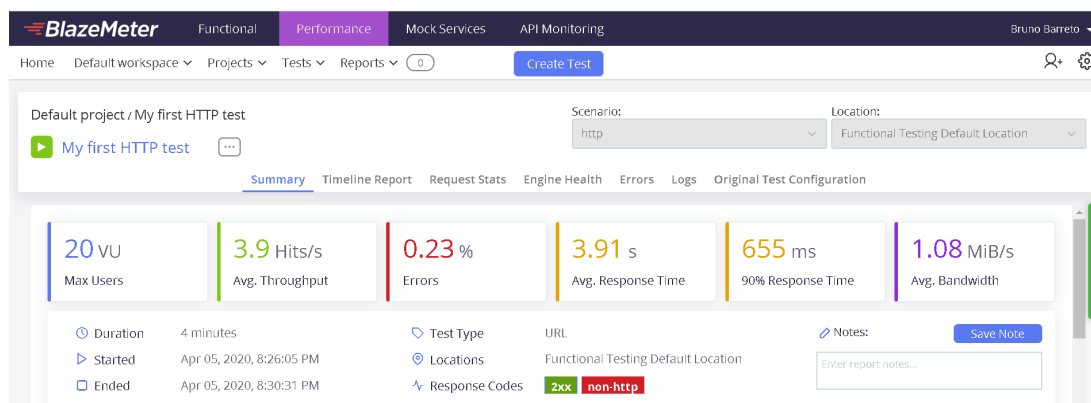 BlazeMeter Functional Performance Mock Services API Monitoring Bruno Barreto
Home Default workspace Projects Tests Reports 0 Create Test
Default project / My first HTTP test
Scenario: Location:
http Functional Testing Default Location
My first HTTP test ...
Summary Timeline Report Request Stats Engine Health Errors Logs Original Test Configuration
20 VU 3.9 Hits/s 0.23 % 3.91 s 655 ms 1.08 MiB/s
Max Users Avg. Throughput Errors Avg. Response Time 90% Response Time Avg. Bandwidth
Duration 4 minutes Test Type URL Notes: Save Note
Started Apr 05, 2020, 8:26:05 PM Locations Functional Testing Default Location Enter report notes...
Ended Apr 05, 2020, 8:30:31 PM Response Codes 2xx non-http